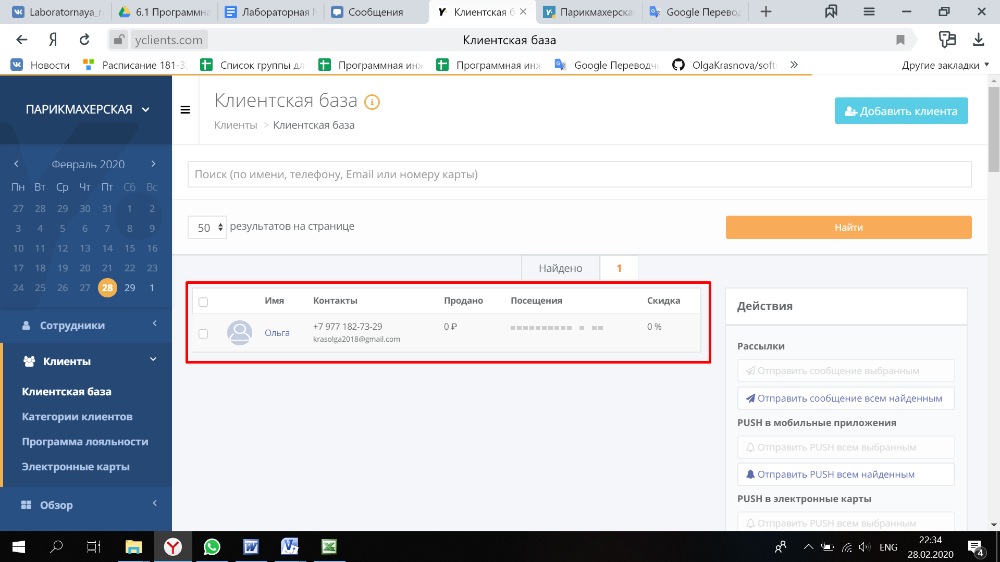 Laboratornaya_r
6.1 Программна
Лабораторная
Сообщения
Клиентская б
Парикмахерска
Google Перевод
yclients.com
Клиентская база
Новости
Расписание 181-32
Список группы дл
Программная инж
Программная инж
Google Переводчи
OlgaKrasnova/soft
Другие закладки
ПАРИКМАХЕРСКАЯ
Клиентская база
Клиенты > Клиентская база
Добавить клиента
Февраль 2020
Пн Вт Ср Чт Пт Сб Вс
27 28 29 30 31 1 2
3 4 5 6 7 8 9
10 11 12 13 14 15 16
17 18 19 20 21 22 23
24 25 26 27 28 29 1
Поиск (по имени, телефону, Email или номеру карты)
50 результатов на странице
Найти
Найдено 1
Имя Контакты Продано Посещения Скидка
Ольга +7 977 182-73-29 0 ₽ 0 %
krasolga2018@gmail.com
Сотрудники
Клиенты
Клиентская база
Категории клиентов
Программа лояльности
Электронные карты
Обзор
Действия
Рассылки
Отправить сообщение выбранным
Отправить сообщение всем найденным
PUSH в мобильные приложения
Отправить PUSH всем выбранным
Отправить PUSH всем найденным
PUSH в электронные карты
Отправить PUSH всем выбранным
ENG
22:34
28.02.2020
4